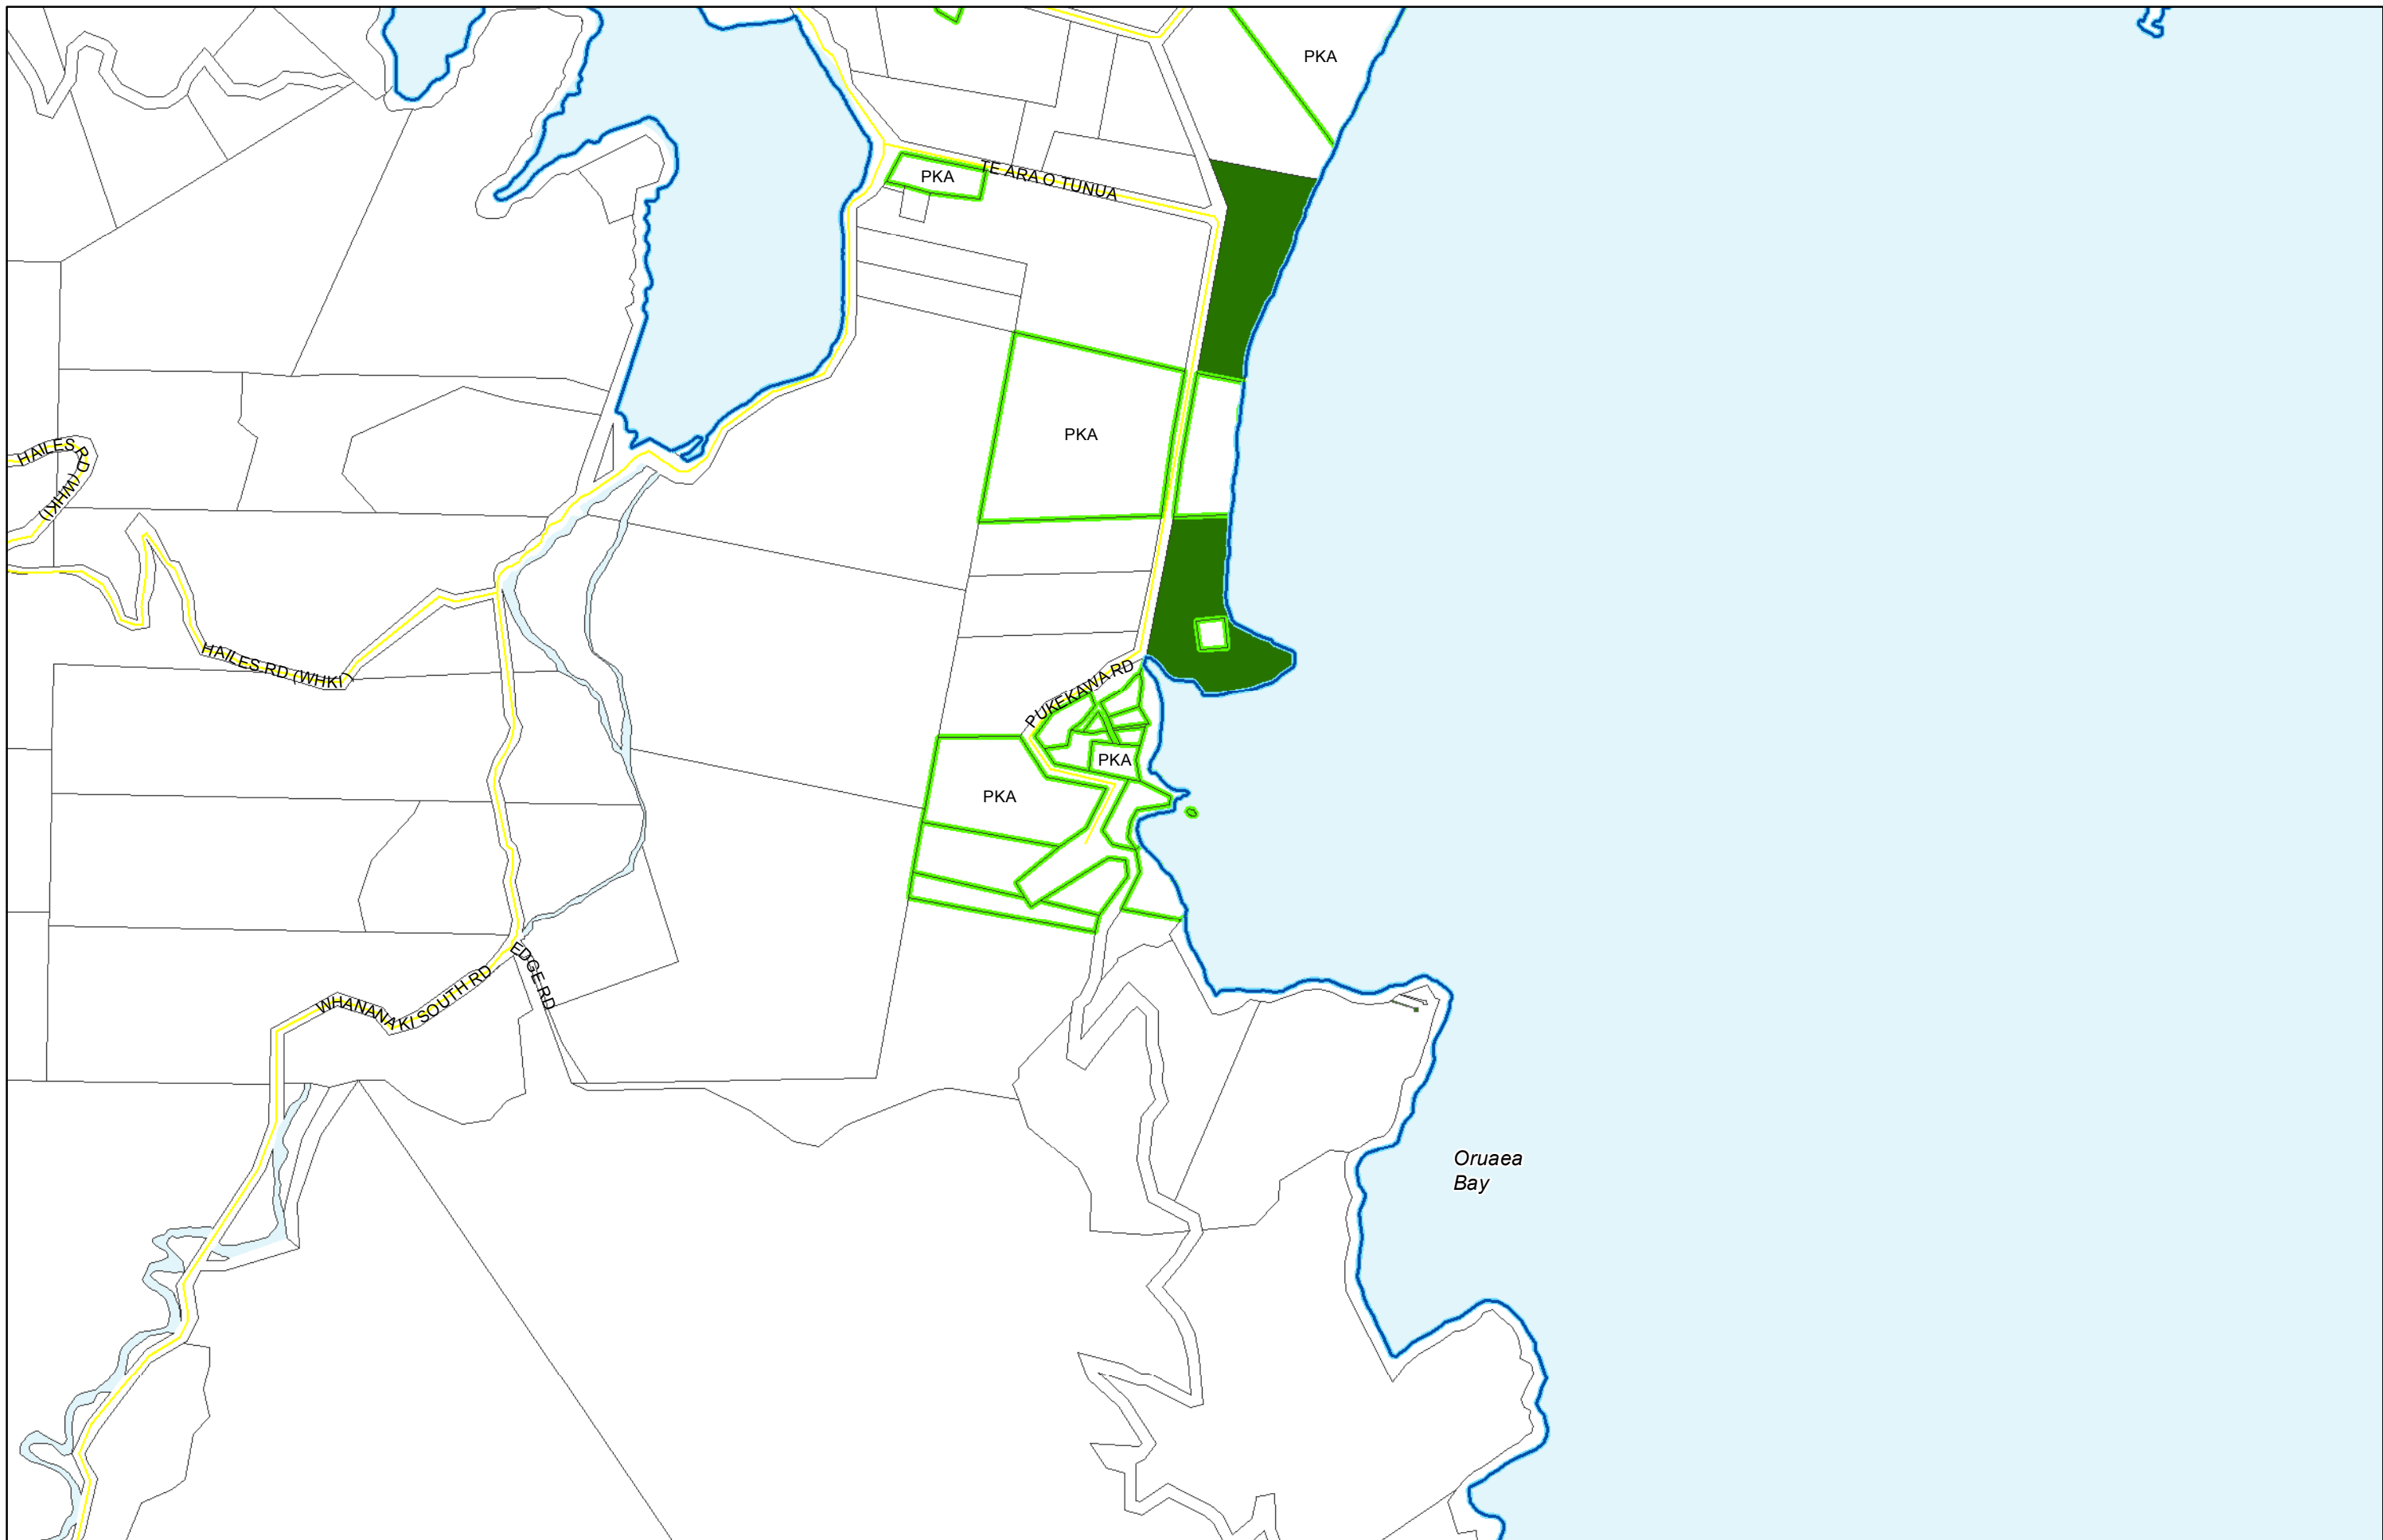 PKA
TE ARA O TUNUA
PKA
PKA
HAILES RD (WHKI)
HAILES RD (WHKI)
PUKEKAWA RD
PKA
PKA
EDGE RD
WHANANAKI SOUTH RD
Oruaea
Bay